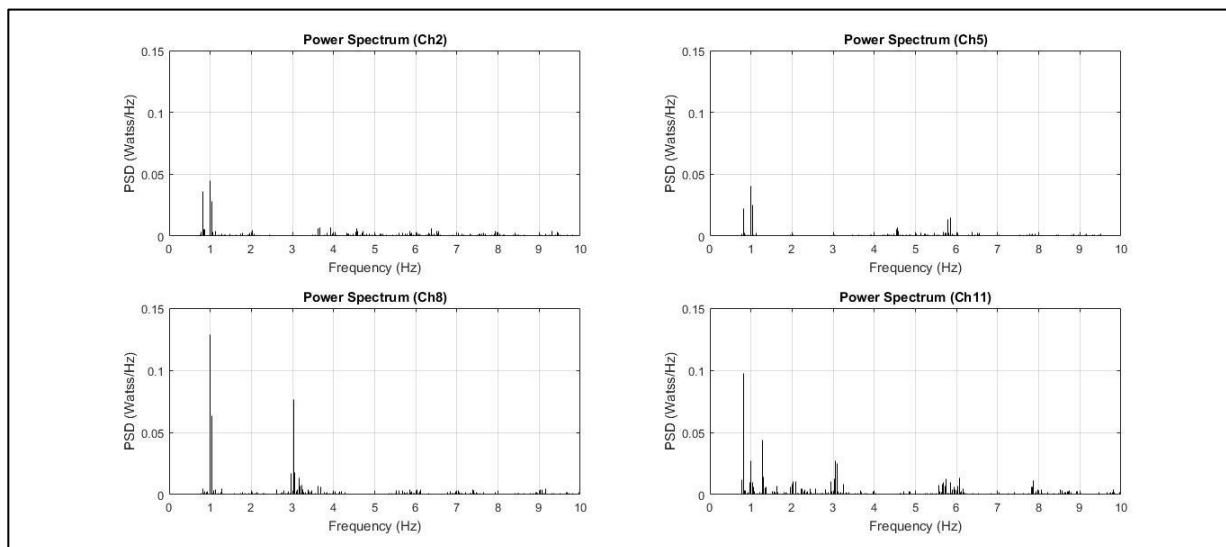 Power Spectrum (Ch2)
0.15
0.1
0.05
0
PSD (Watss/Hz)
0 1 2 3 4 5 6 7 8 9 10
Frequency (Hz)
Power Spectrum (Ch5)
0.15
0.1
0.05
0
PSD (Watss/Hz)
0 1 2 3 4 5 6 7 8 9 10
Frequency (Hz)
Power Spectrum (Ch8)
0.15
0.1
0.05
0
PSD (Watss/Hz)
0 1 2 3 4 5 6 7 8 9 10
Frequency (Hz)
Power Spectrum (Ch11)
0.15
0.1
0.05
0
PSD (Watss/Hz)
0 1 2 3 4 5 6 7 8 9 10
Frequency (Hz)